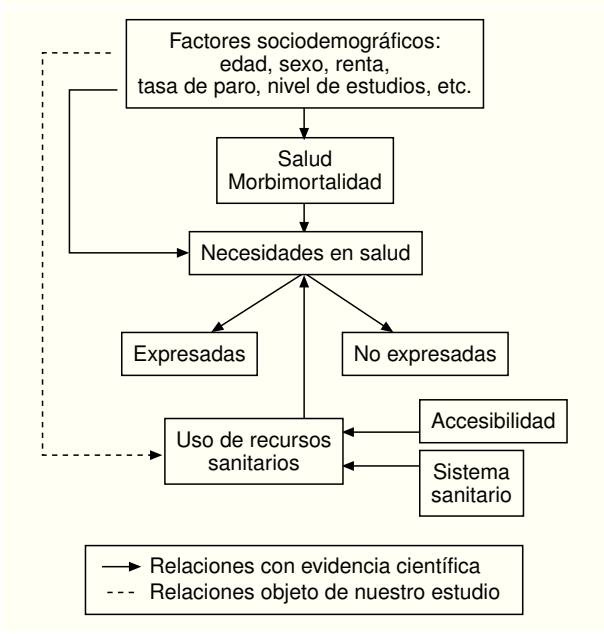 Factores sociodemográficos:
edad, sexo, renta,
tasa de paro, nivel de estudios, etc.
Salud
Morbimortalidad
Necesidades en salud
Expresadas
No expresadas
Uso de recursos
sanitarios
Accesibilidad
Sistema
sanitario
Relaciones con evidencia científica
Relaciones objeto de nuestro estudio